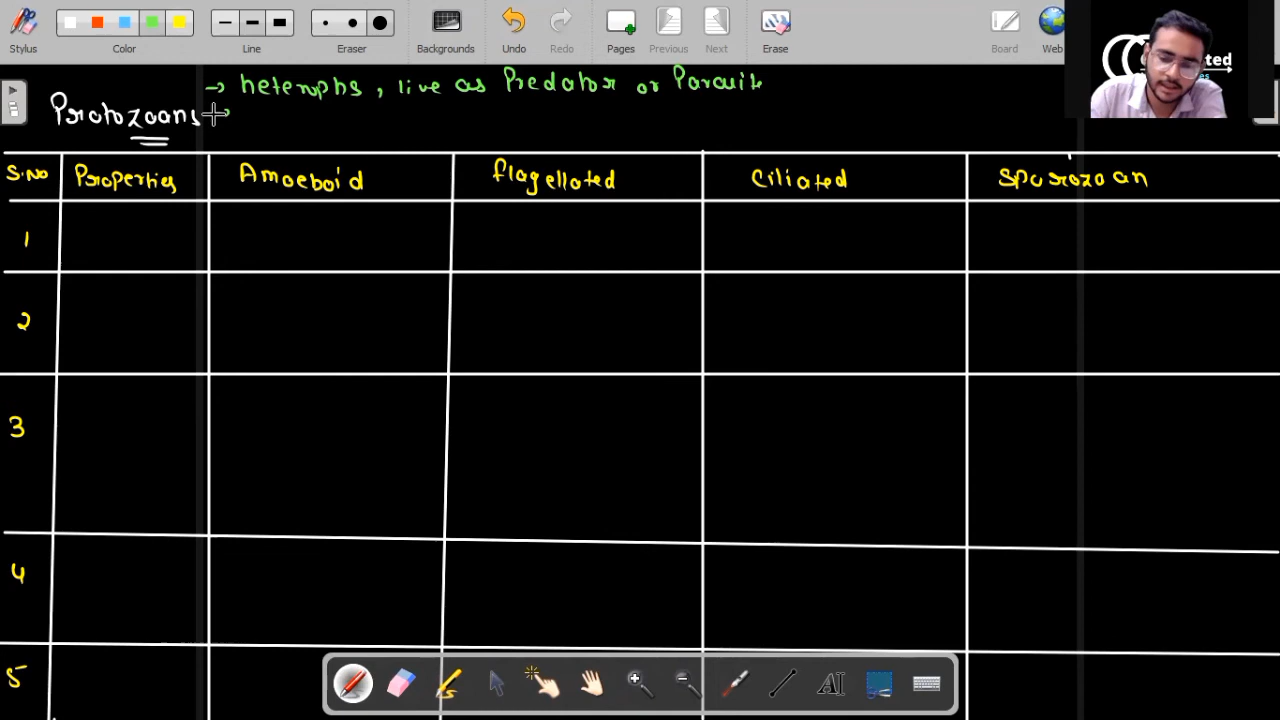 Stylus Color Line Eraser Backgrounds Undo Redo Pages Previous Next Erase Board Web
→ heterophs, live as Predator or Parasite
Protozoans →
S.No Properties Amoeboid flagellated Ciliated Sporozoan
1
2
3
4
5